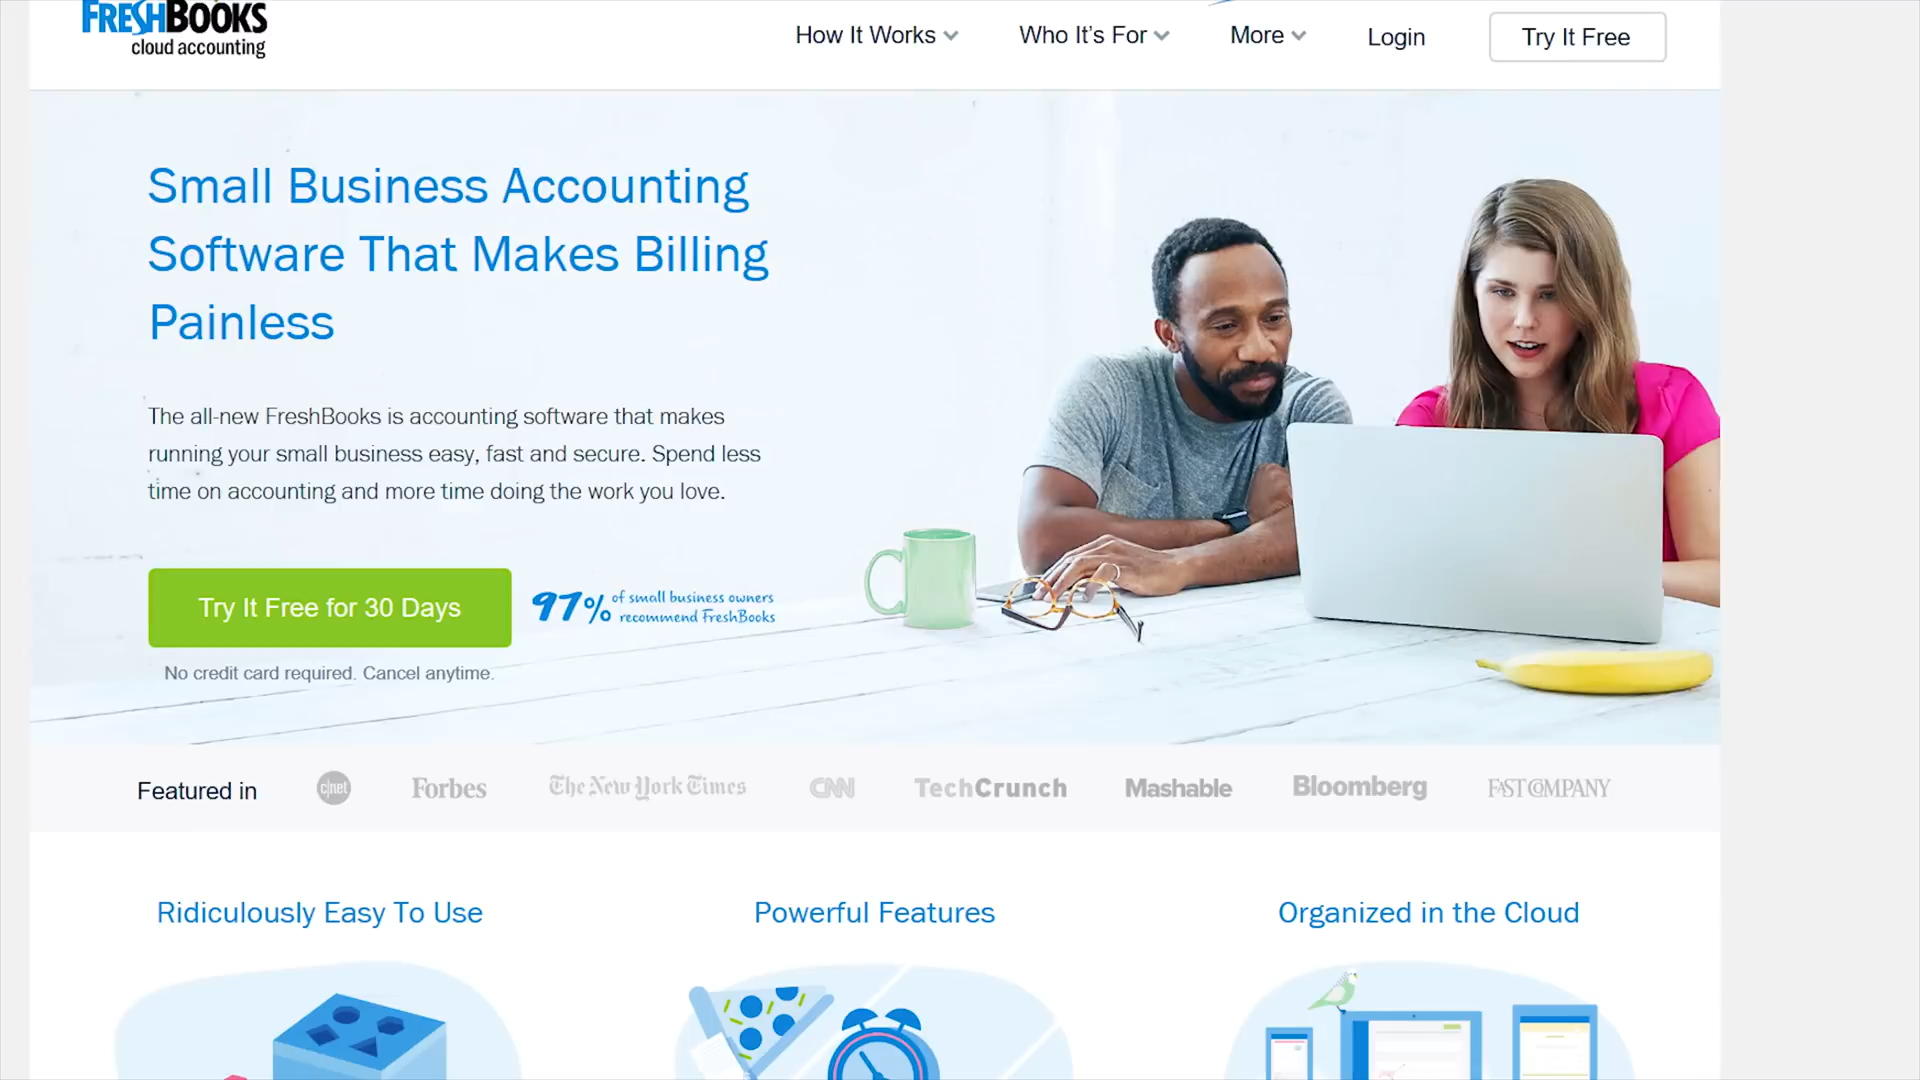 FRESHBOOKS
cloud accounting
How It Works
Who It's For
More
Login
Try It Free
Small Business Accounting
Software That Makes Billing
Painless
The all-new FreshBooks is accounting software that makes
running your small business easy, fast and secure. Spend less
time on accounting and more time doing the work you love.
Try It Free for 30 Days
97% of small business owners
recommend FreshBooks
No credit card required. Cancel anytime.
Featured in
c|net
Forbes
The New York Times
CNN
TechCrunch
Mashable
Bloomberg
FAST COMPANY
Ridiculously Easy To Use
Powerful Features
Organized in the Cloud